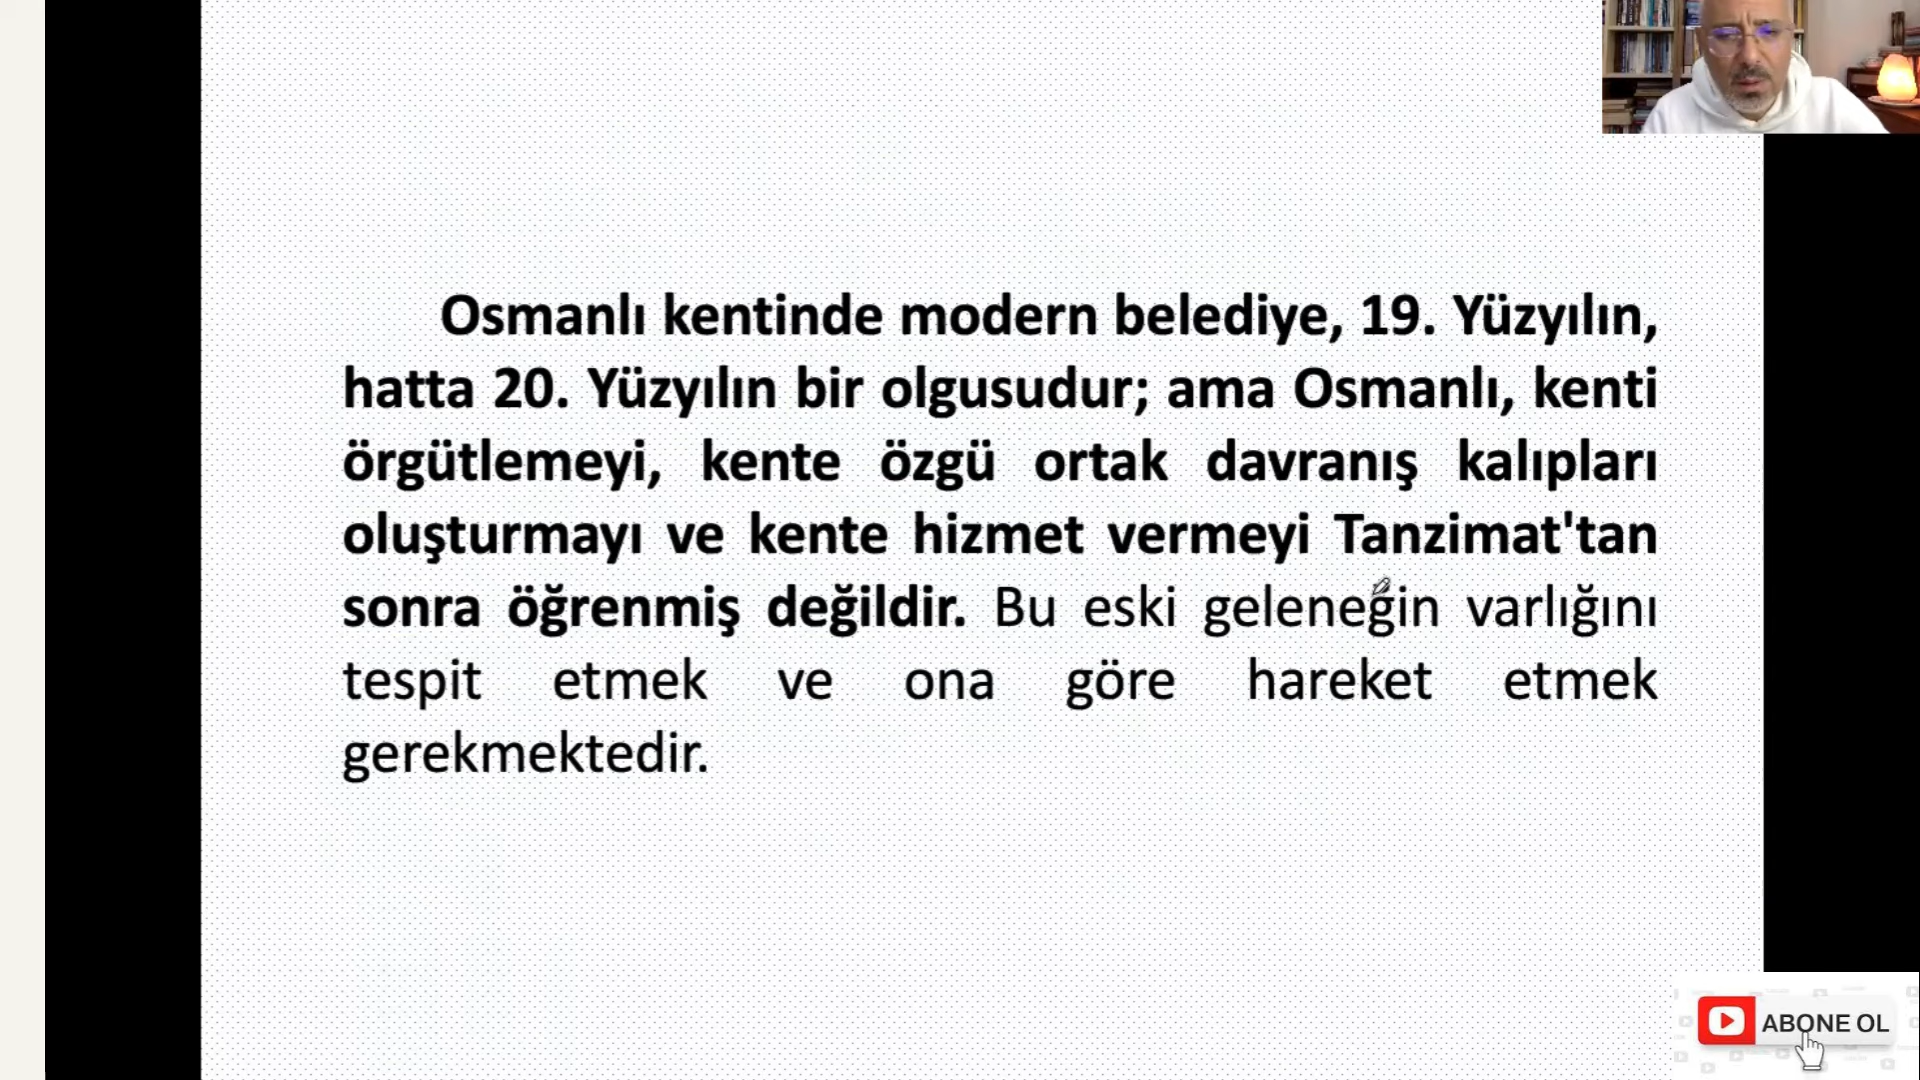 Osmanlı kentinde modern belediye, 19. Yüzyılın,
hatta 20. Yüzyılın bir olgusudur; ama Osmanlı, kenti
örgütlemeyi, kente özgü ortak davranış kalıpları
oluşturmayı ve kente hizmet vermeyi Tanzimat'tan
sonra öğrenmiş değildir. Bu eski geleneğin varlığını
tespit etmek ve ona göre hareket etmek
gerekmektedir.
ABONE OL